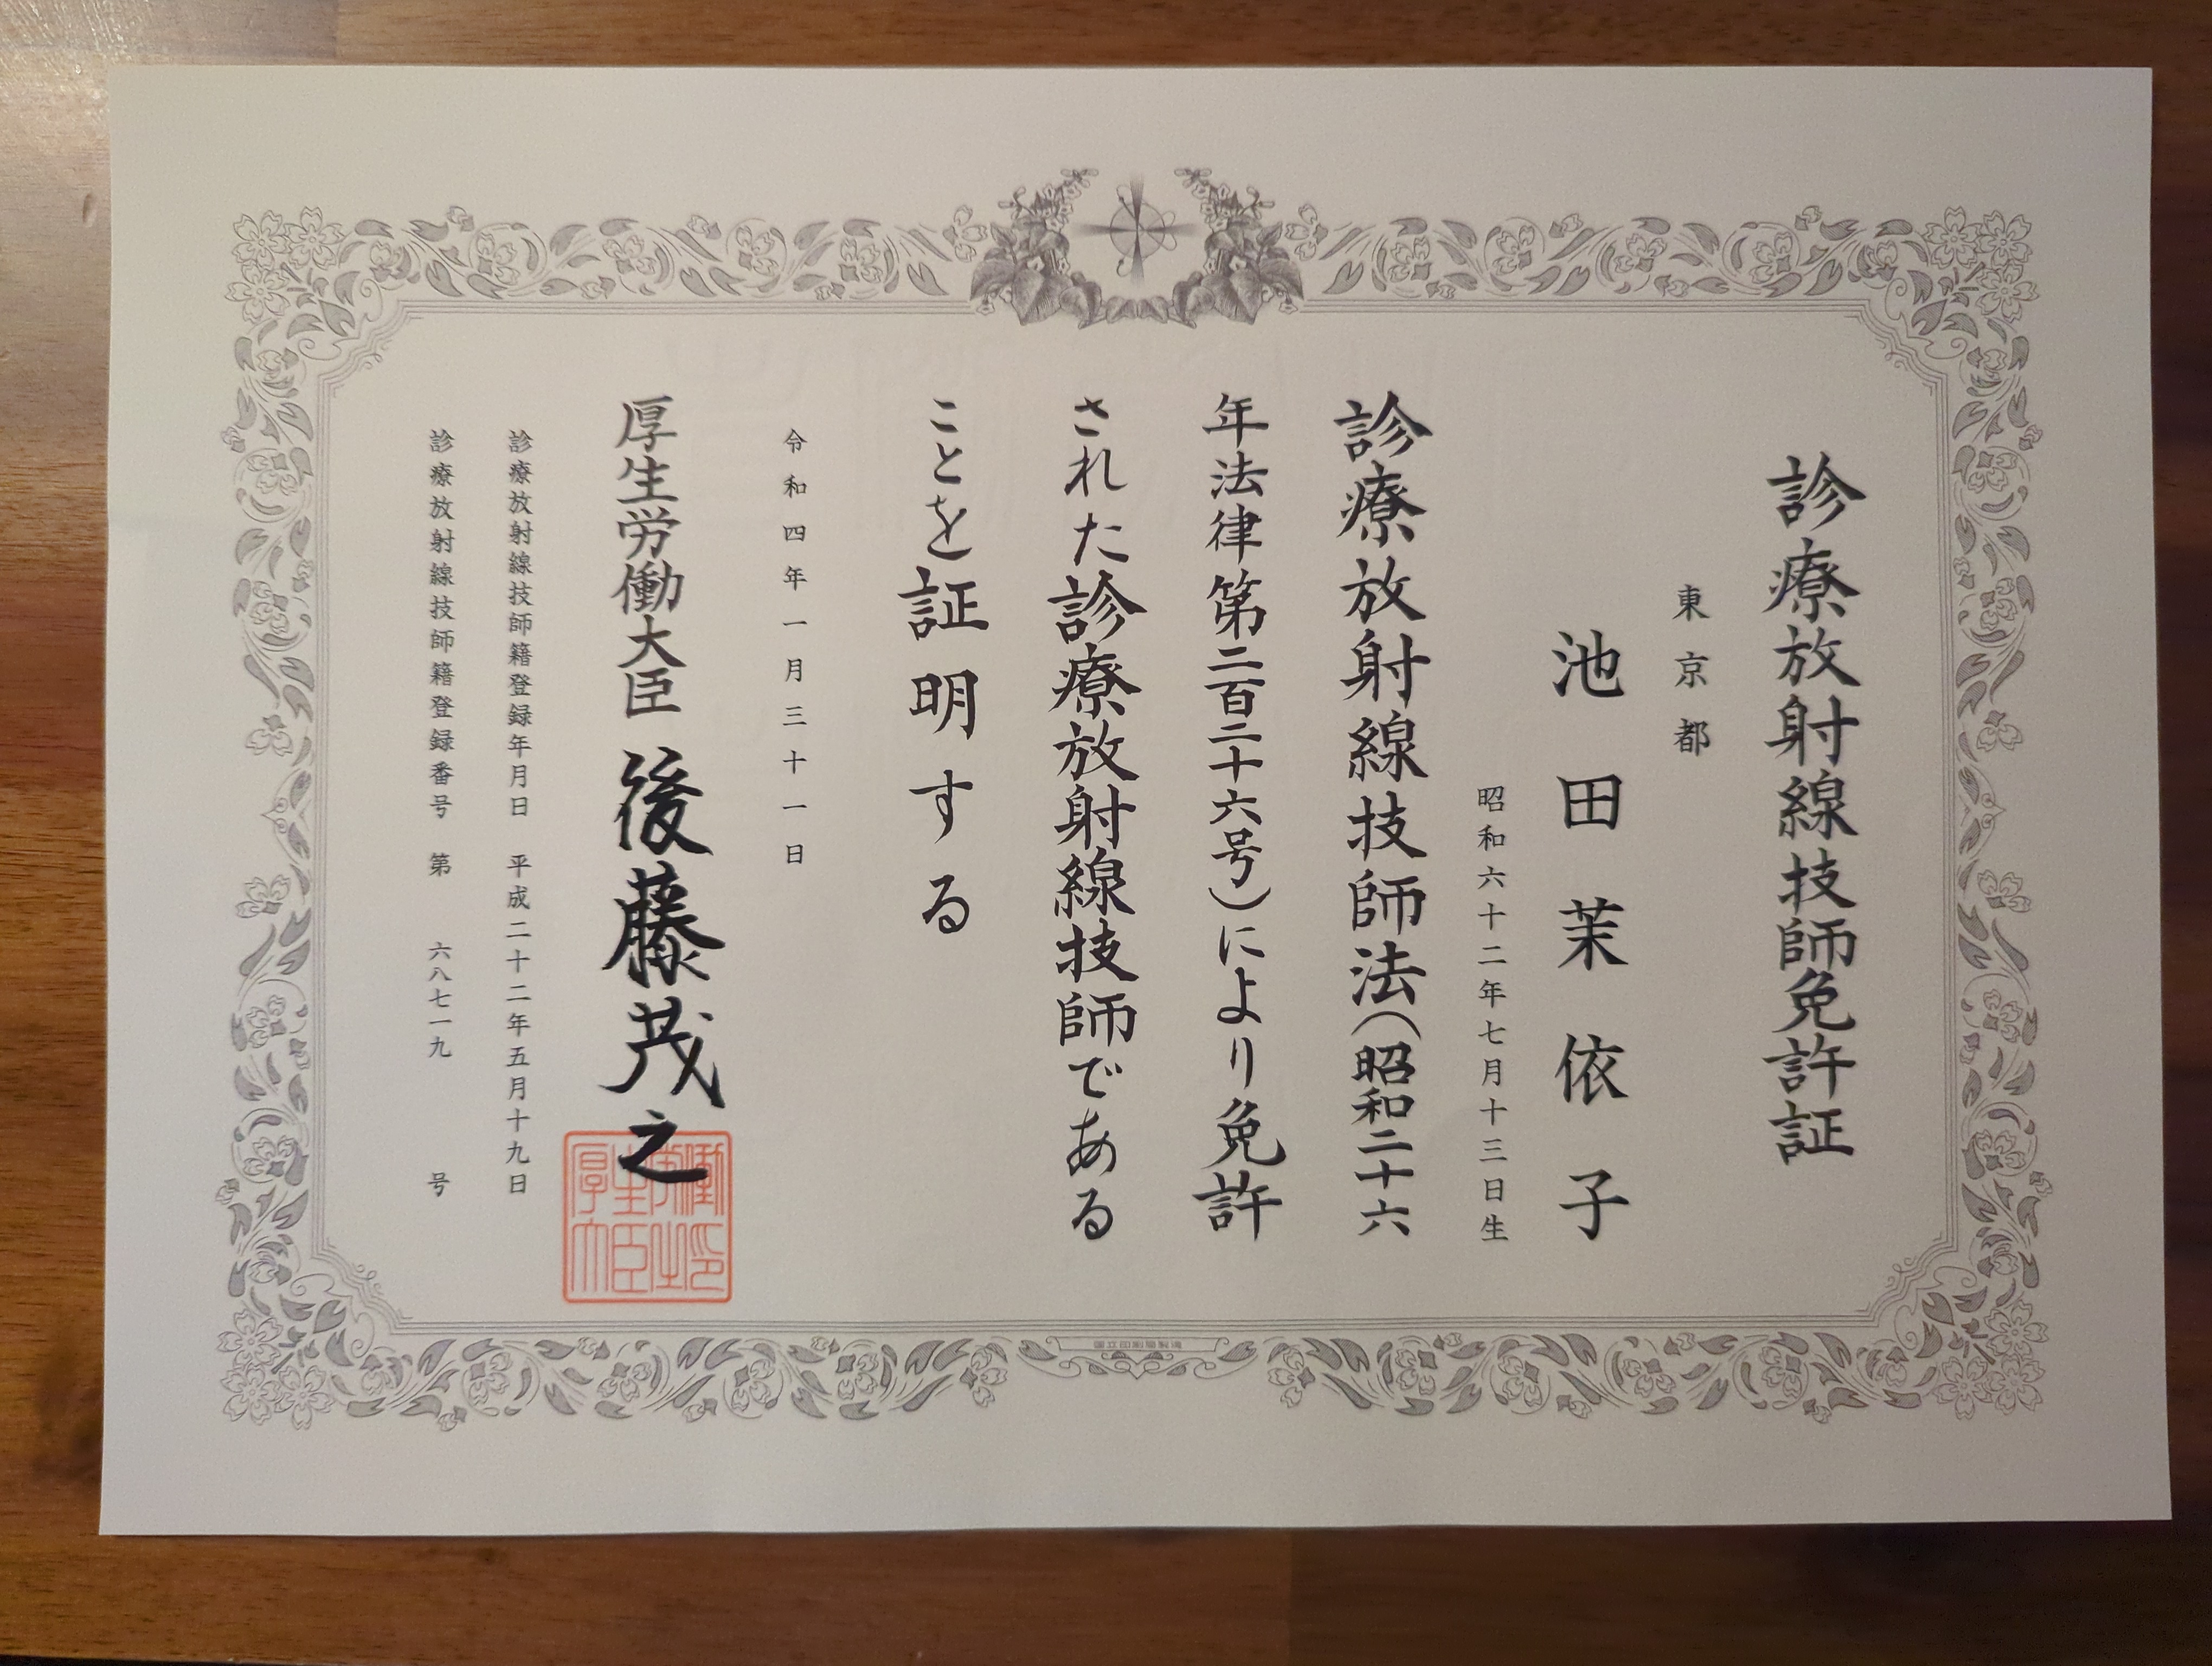 診療放射線技師免許証
東京都
池田茉依子
昭和六十二年七月十三日生
診療放射線技師法(昭和二十六
年法律第二百二十六号)により免許
された診療放射線技師である
ことを証明する
令和四年一月三十一日
厚生労働大臣 後藤茂之
診療放射線技師籍登録年月日 平成二十二年五月十九日
診療放射線技師籍登録番号 第 六八七一九 号